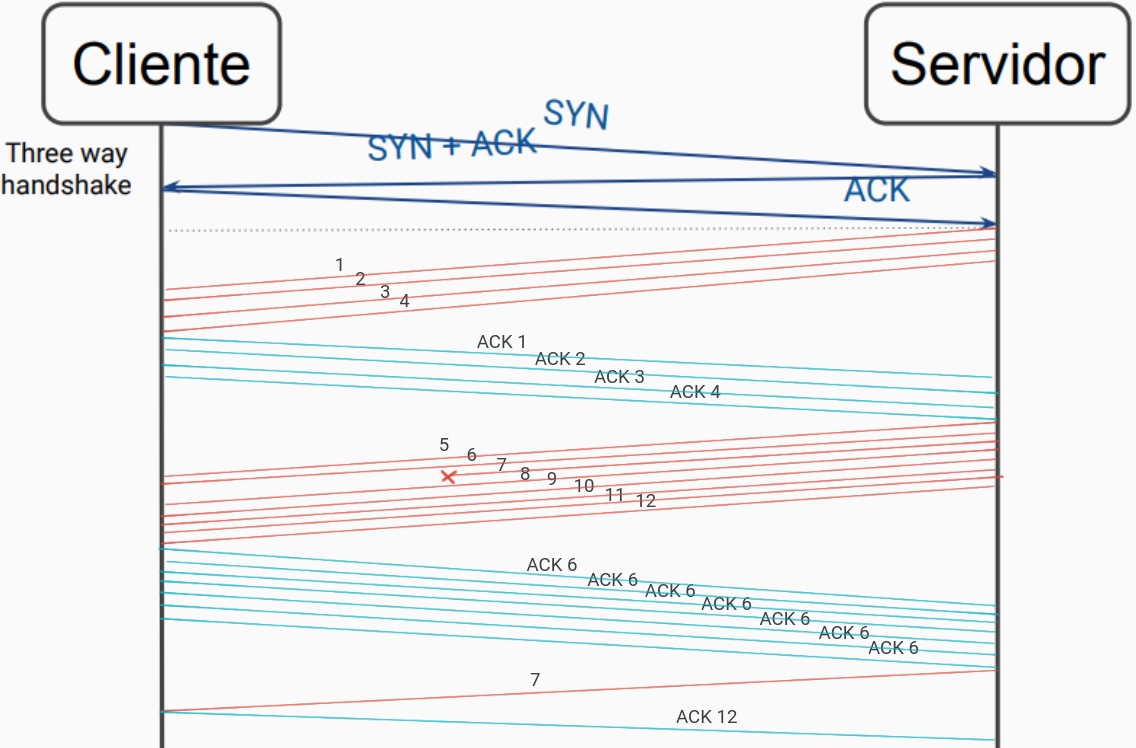 Cliente
Servidor
SYN
SYN + ACK
Three way
handshake
ACK
1
2
3
4
ACK 1
ACK 2
ACK 3
ACK 4
5
6
7
8
9
10
11
12
ACK 6
ACK 6
ACK 6
ACK 6
ACK 6
ACK 6
ACK 6
7
ACK 12